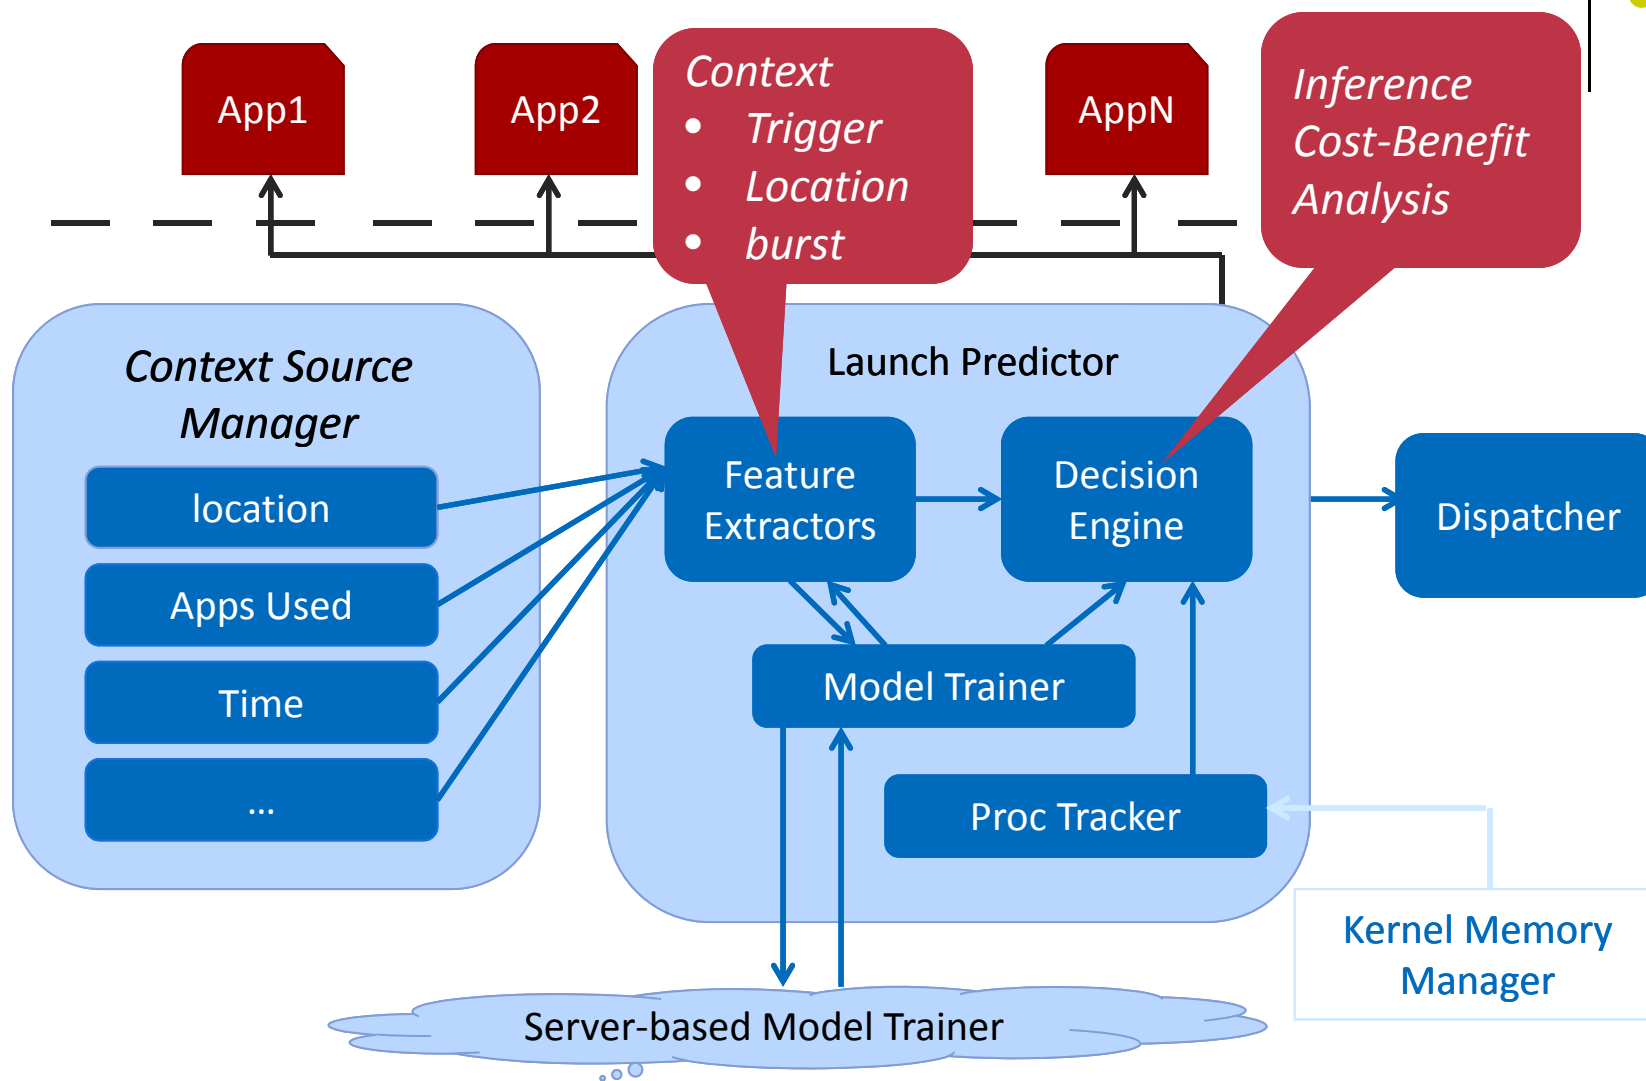 App1
App2
Context
• Trigger
• Location
• burst
AppN
Inference
Cost-Benefit
Analysis
Context Source
Manager
location
Apps Used
Time
...
Launch Predictor
Feature
Extractors
Decision
Engine
Model Trainer
Proc Tracker
Dispatcher
Kernel Memory
Manager
Server-based Model Trainer